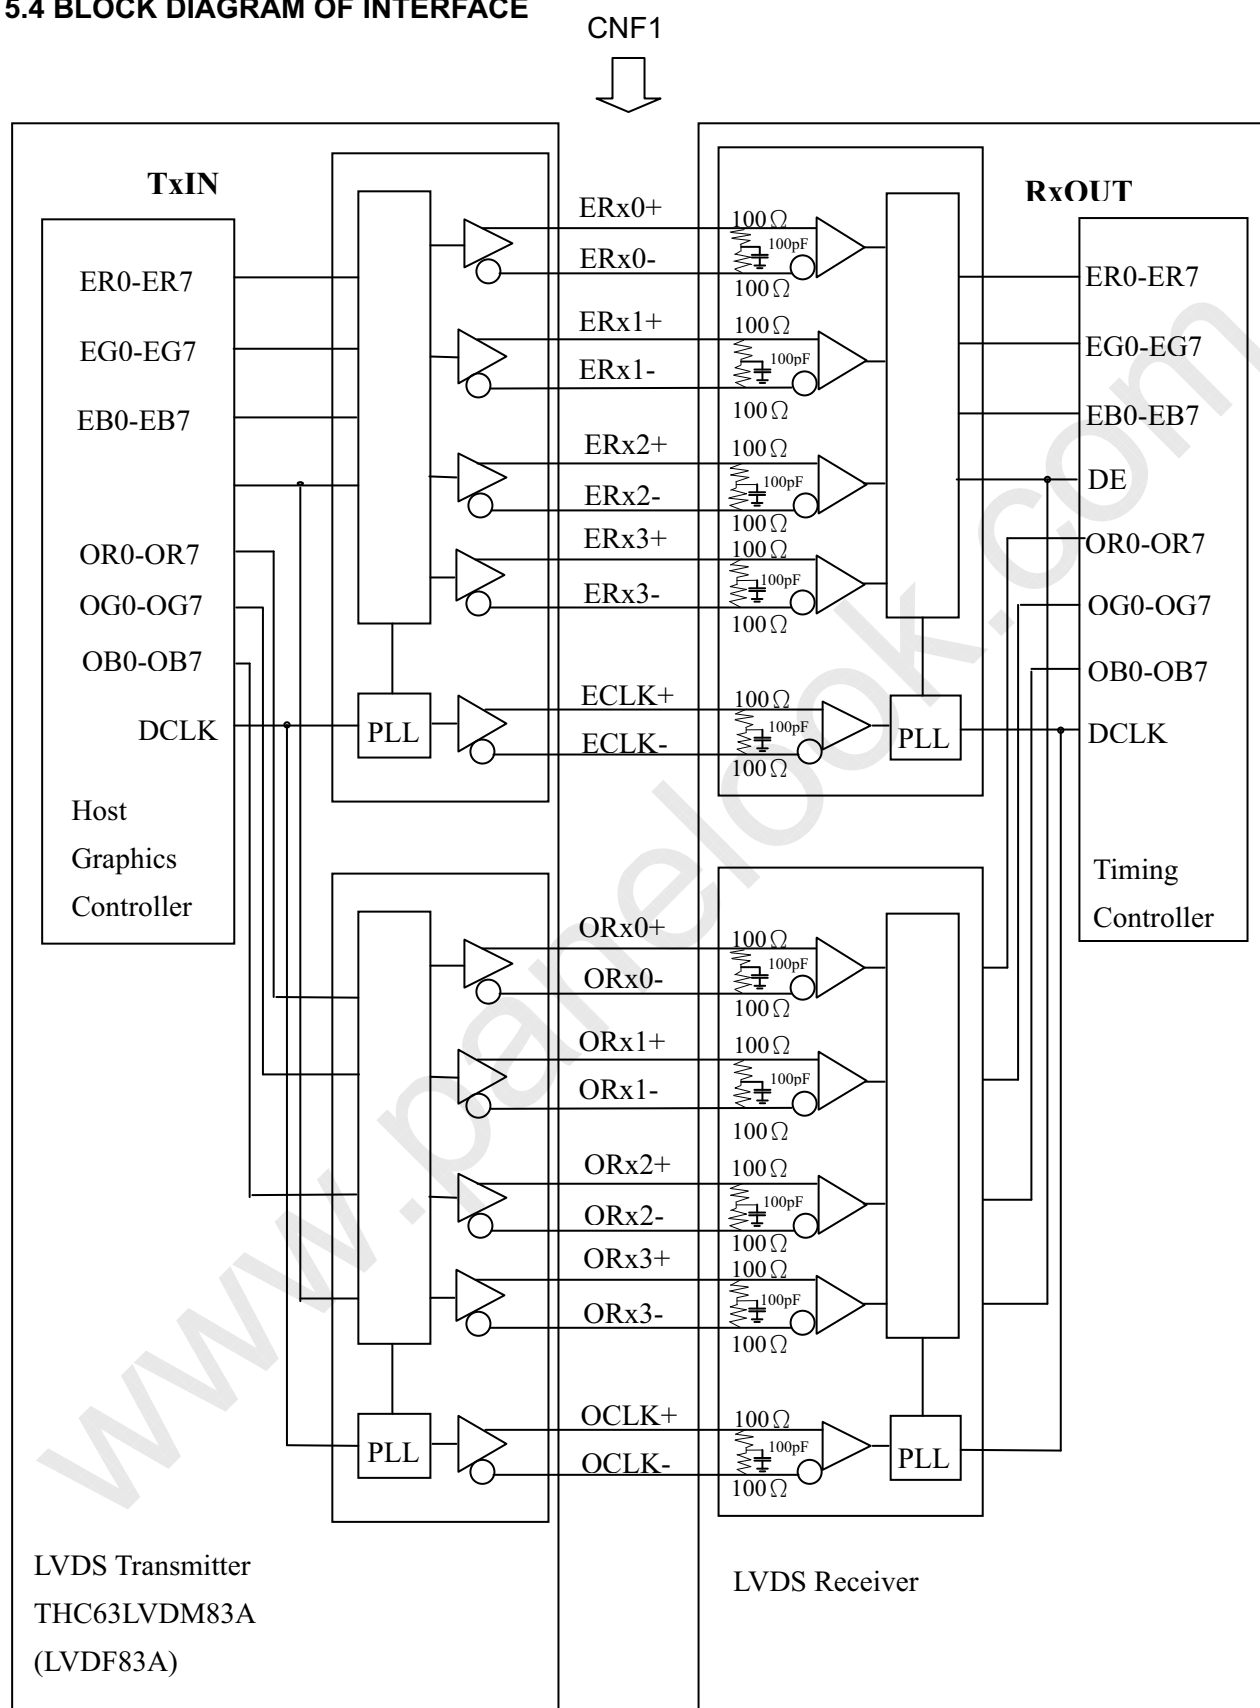 5.4 BLOCK DIAGRAM OF INTERFACE
CNF1
TxIN
RxOUT
ER0-ER7
EG0-EG7
EB0-EB7
OR0-OR7
OG0-OG7
OB0-OB7
DCLK
Host
Graphics
Controller
PLL
ERx0+
ERx0-
ERx1+
ERx1-
ERx2+
ERx2-
ERx3+
ERx3-
ECLK+
ECLK-
100Ω
100pF
100Ω
100Ω
100pF
100Ω
100Ω
100pF
100Ω
100Ω
100pF
100Ω
100Ω
100pF
100Ω
PLL
ER0-ER7
EG0-EG7
EB0-EB7
DE
OR0-OR7
OG0-OG7
OB0-OB7
DCLK
Timing
Controller
PLL
ORx0+
ORx0-
ORx1+
ORx1-
ORx2+
ORx2-
ORx3+
ORx3-
OCLK+
OCLK-
100Ω
100pF
100Ω
100Ω
100pF
100Ω
100Ω
100pF
100Ω
100Ω
100pF
100Ω
100Ω
100pF
100Ω
PLL
LVDS Transmitter
THC63LVDM83A
(LVDF83A)
LVDS Receiver
www.panelook.com